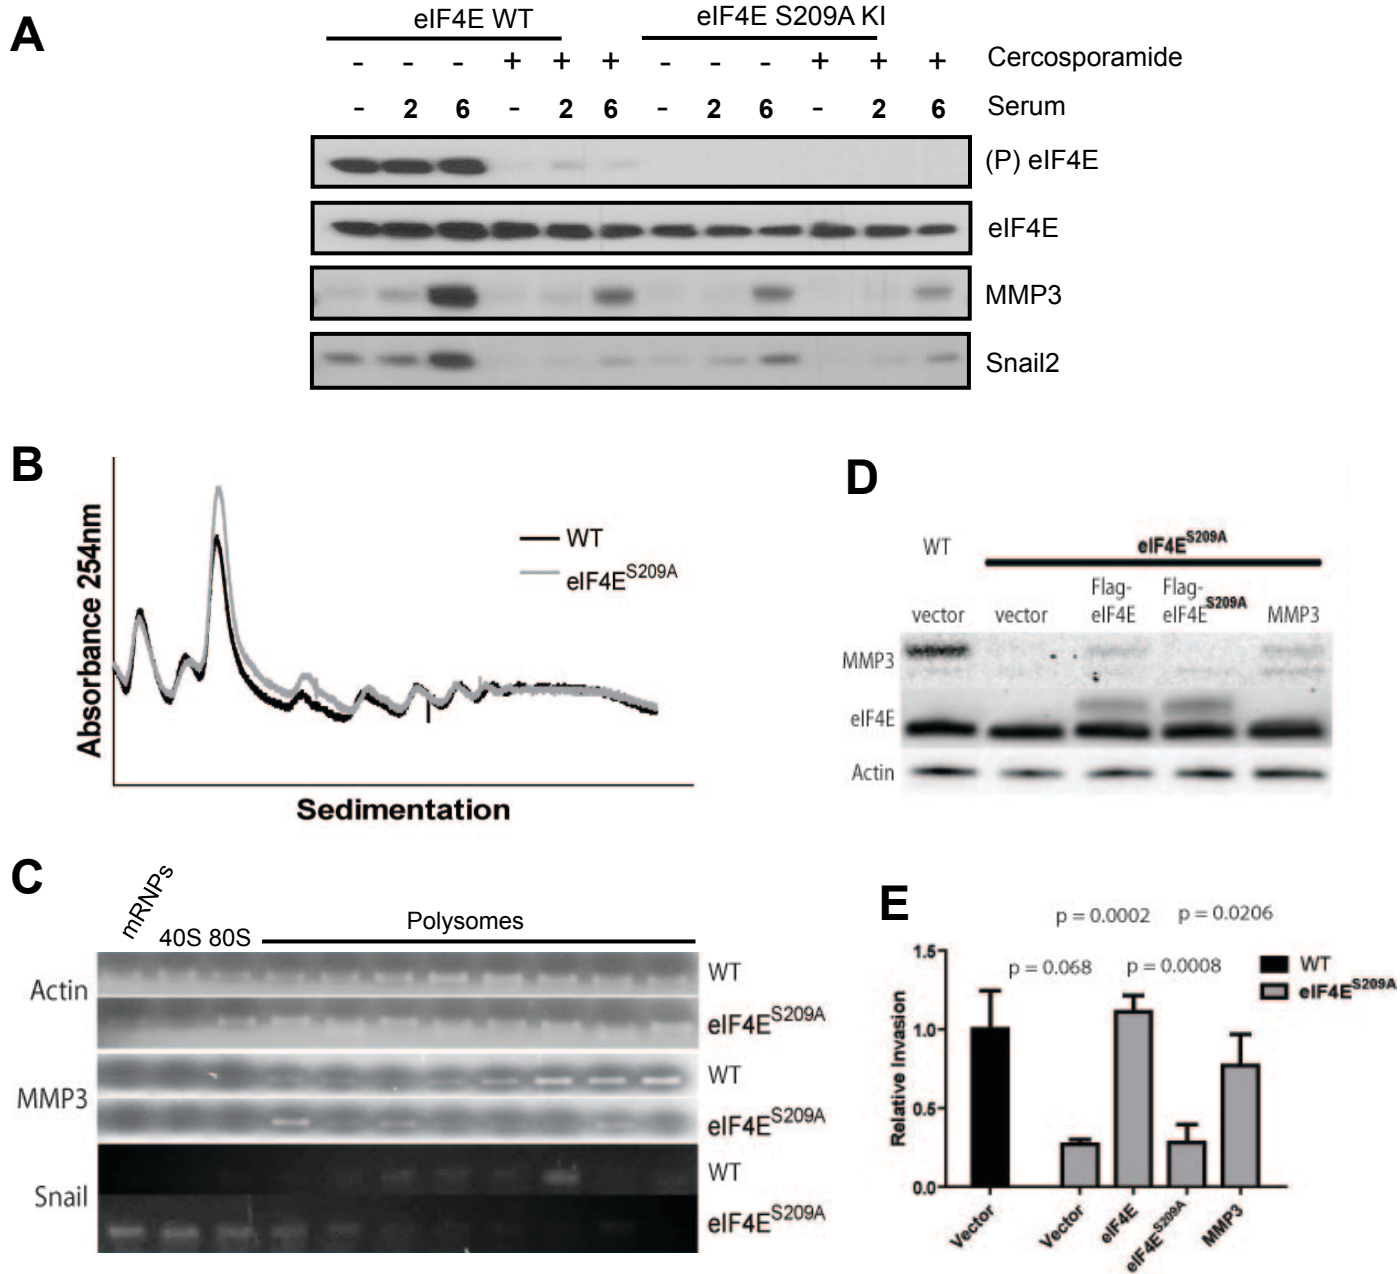 A
eIF4E WT eIF4E S209A KI
- - - + + + - - - + + + Cercosporamide
- 2 6 - 2 6 - 2 6 - 2 6 Serum
(P) eIF4E
eIF4E
MMP3
Snail2
B
Absorbance 254nm
WT
eIF4E^S209A
Sedimentation
C
mRNPs
40S 80S
Polysomes
Actin
WT
eIF4E^S209A
MMP3
WT
eIF4E^S209A
Snail
WT
eIF4E^S209A
D
WT eIF4E^S209A
vector vector Flag-eIF4E Flag-eIF4E^S209A MMP3
MMP3
eIF4E
Actin
E
p = 0.0002 p = 0.0206
p = 0.068 p = 0.0008
WT
eIF4E^S209A
Relative Invasion
1.5
1.0
0.5
0.0
Vector Vector eIF4E eIF4E^S209A MMP3